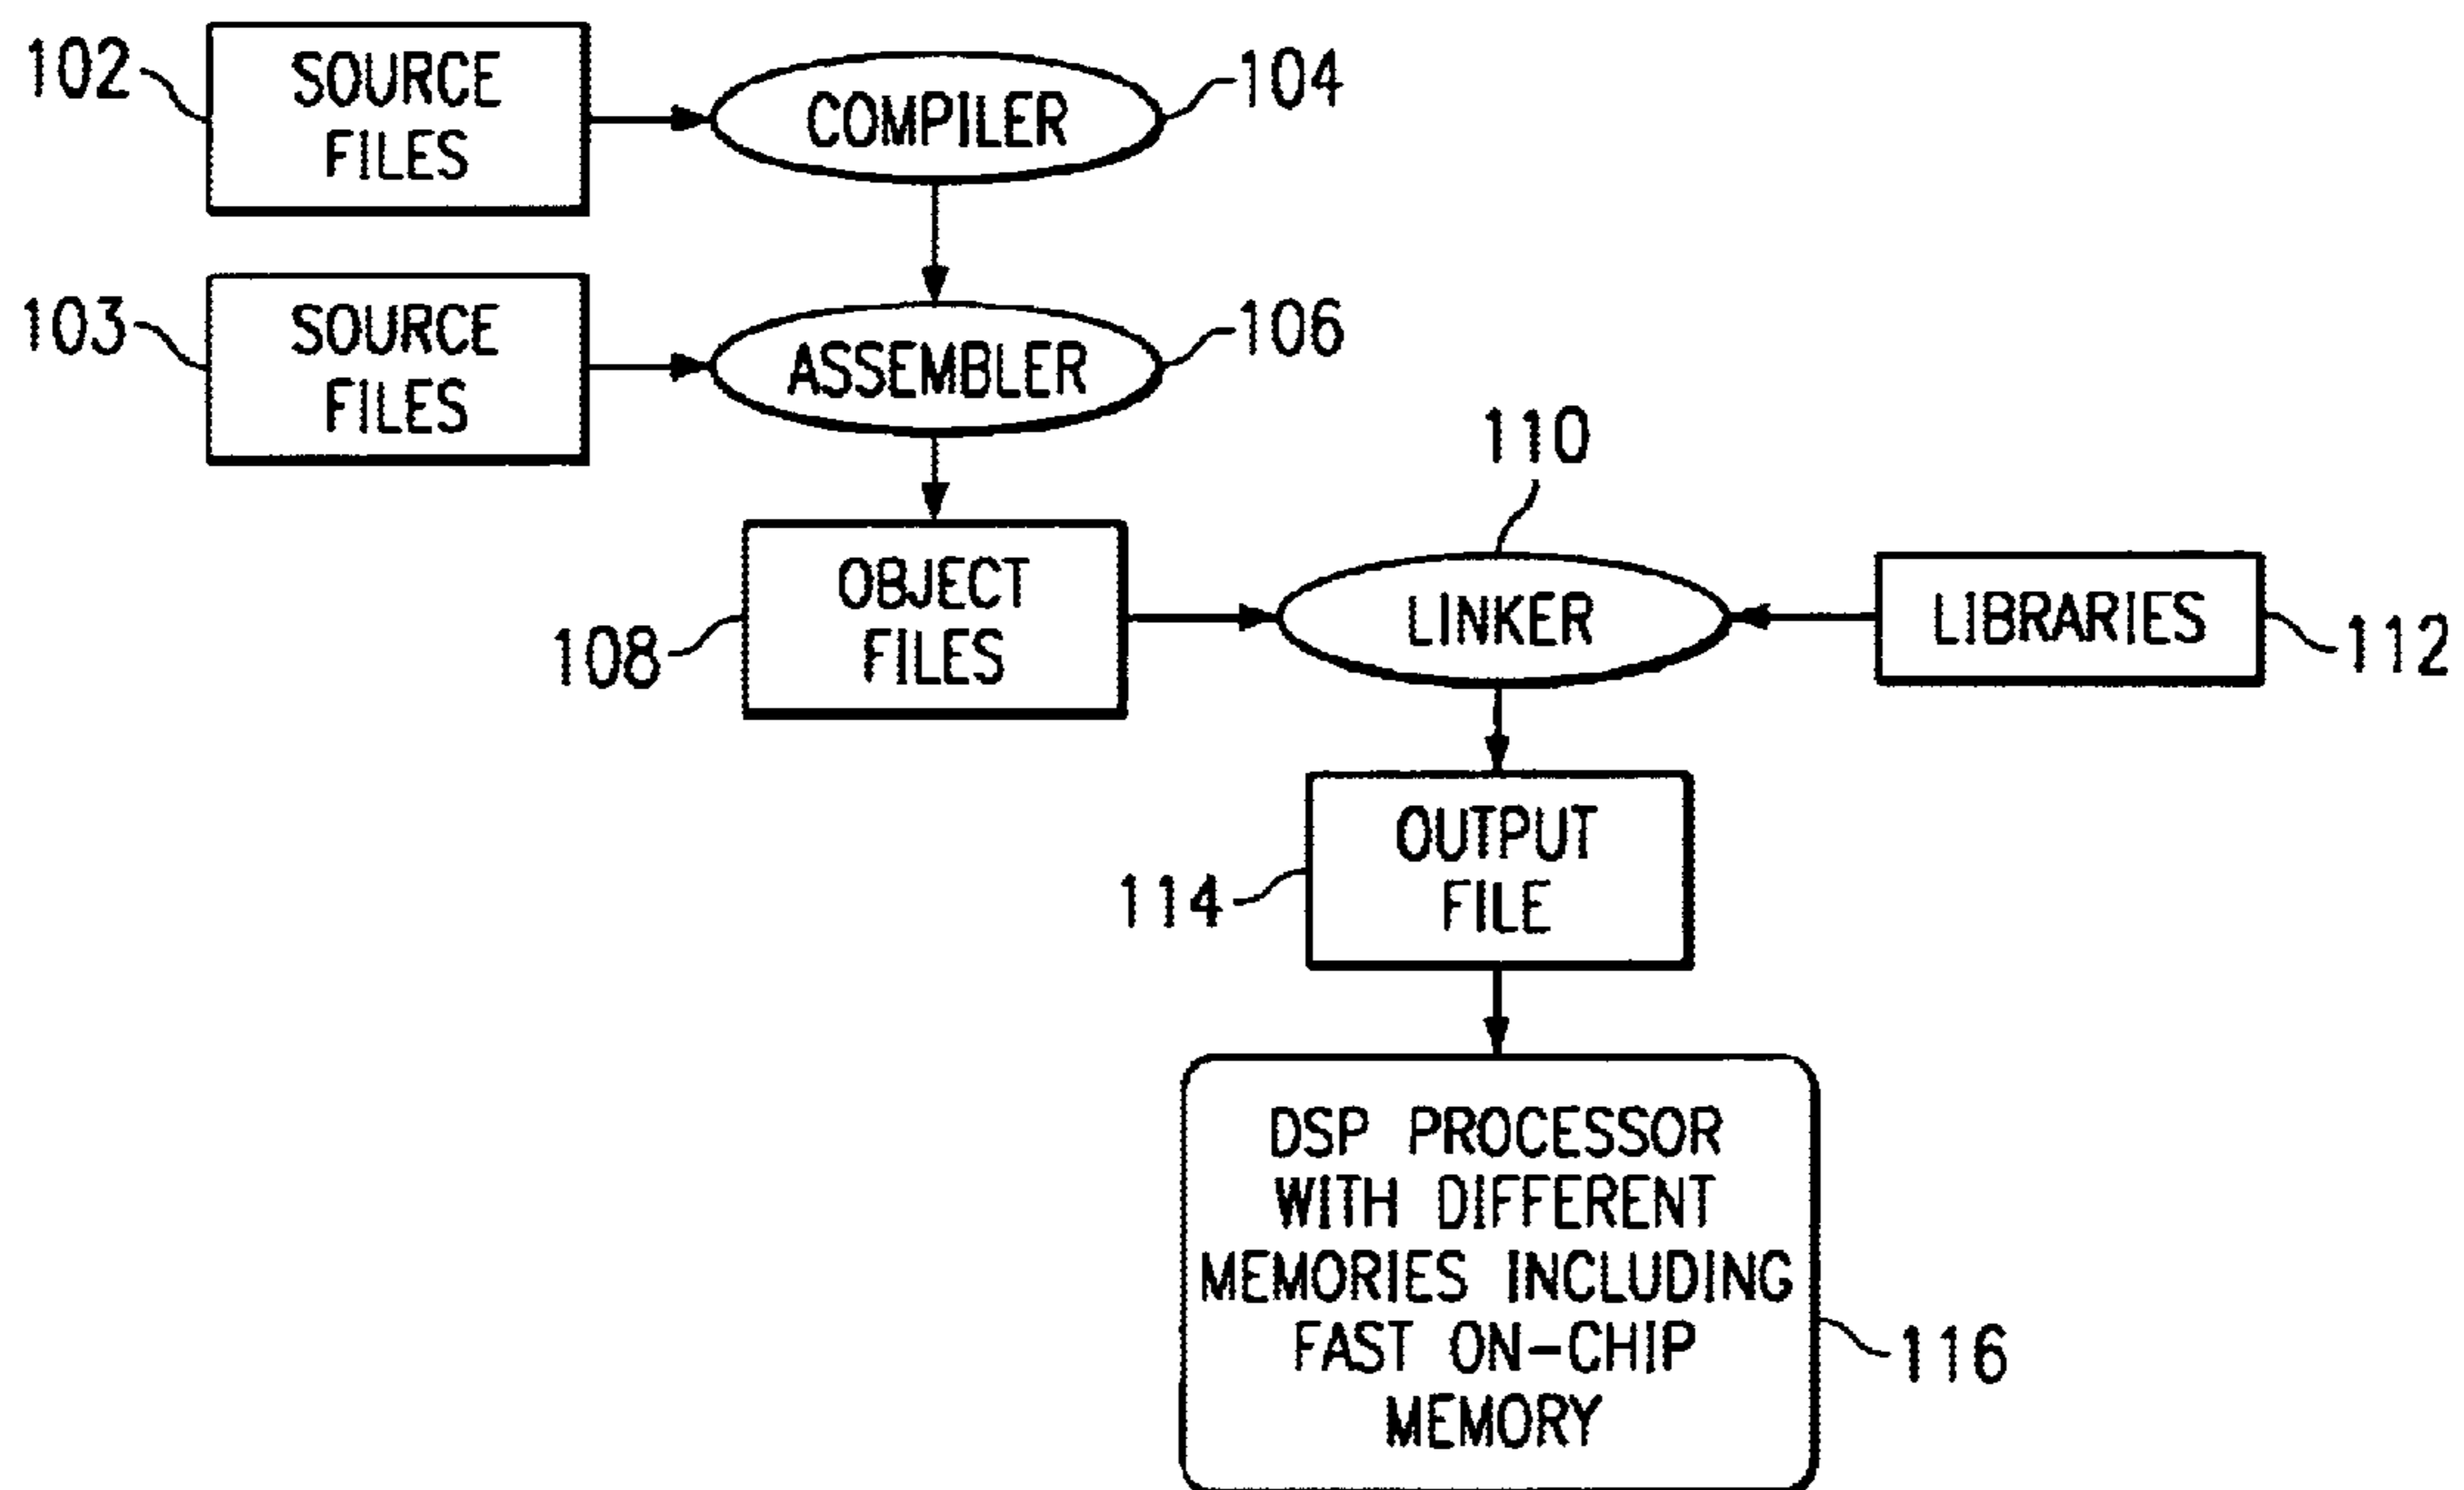 102
SOURCE
FILES
COMPILER
104
103
SOURCE
FILES
ASSEMBLER
106
110
OBJECT
FILES
108
LINKER
LIBRARIES
112
OUTPUT
FILE
114
DSP PROCESSOR
WITH DIFFERENT
MEMORIES INCLUDING
FAST ON-CHIP
MEMORY
116